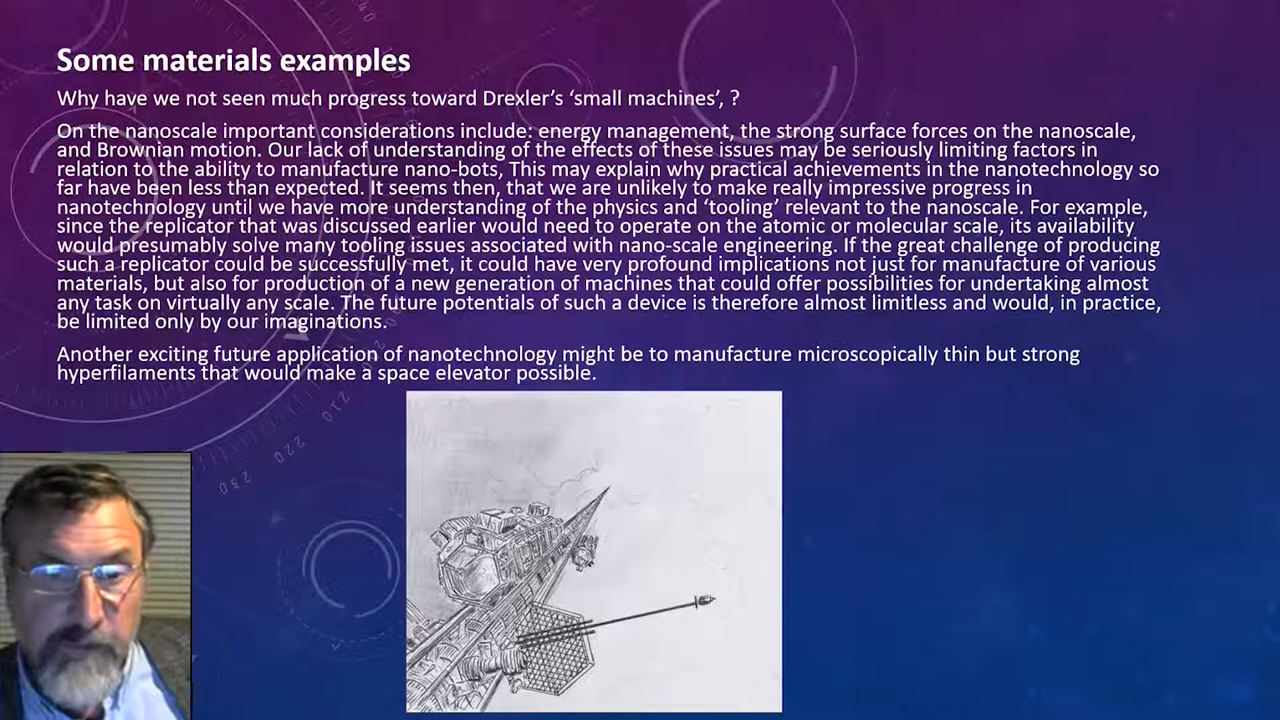 Some materials examples
Why have we not seen much progress toward Drexler's 'small machines', ?
On the nanoscale important considerations include: energy management, the strong surface forces on the nanoscale,
and Brownian motion. Our lack of understanding of the effects of these issues may be seriously limiting factors in
relation to the ability to manufacture nano-bots, This may explain why practical achievements in the nanotechnology so
far have been less than expected. It seems then, that we are unlikely to make really impressive progress in
nanotechnology until we have more understanding of the physics and 'tooling' relevant to the nanoscale. For example,
since the replicator that was discussed earlier would need to operate on the atomic or molecular scale, its availability
would presumably solve many tooling issues associated with nano-scale engineering. If the great challenge of producing
such a replicator could be successfully met, it could have very profound implications not just for manufacture of various
materials, but also for production of a new generation of machines that could offer possibilities for undertaking almost
any task on virtually any scale. The future potentials of such a device is therefore almost limitless and would, in practice,
be limited only by our imaginations.
Another exciting future application of nanotechnology might be to manufacture microscopically thin but strong
hyperfilaments that would make a space elevator possible.
210
220
230